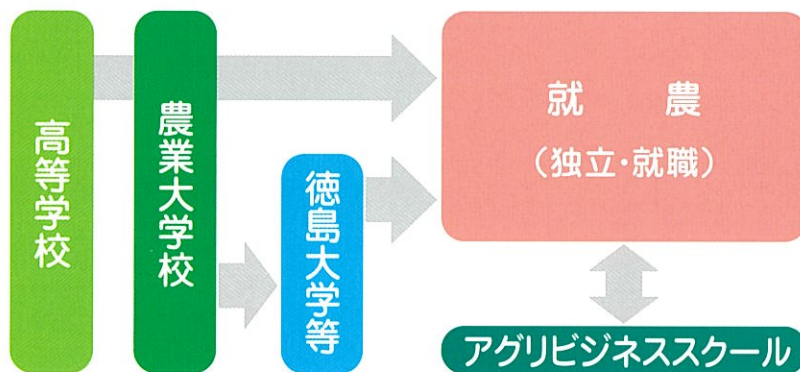 高等学校
農業大学校
徳島大学等
就　農
（独立・就職）
アグリビジネススクール